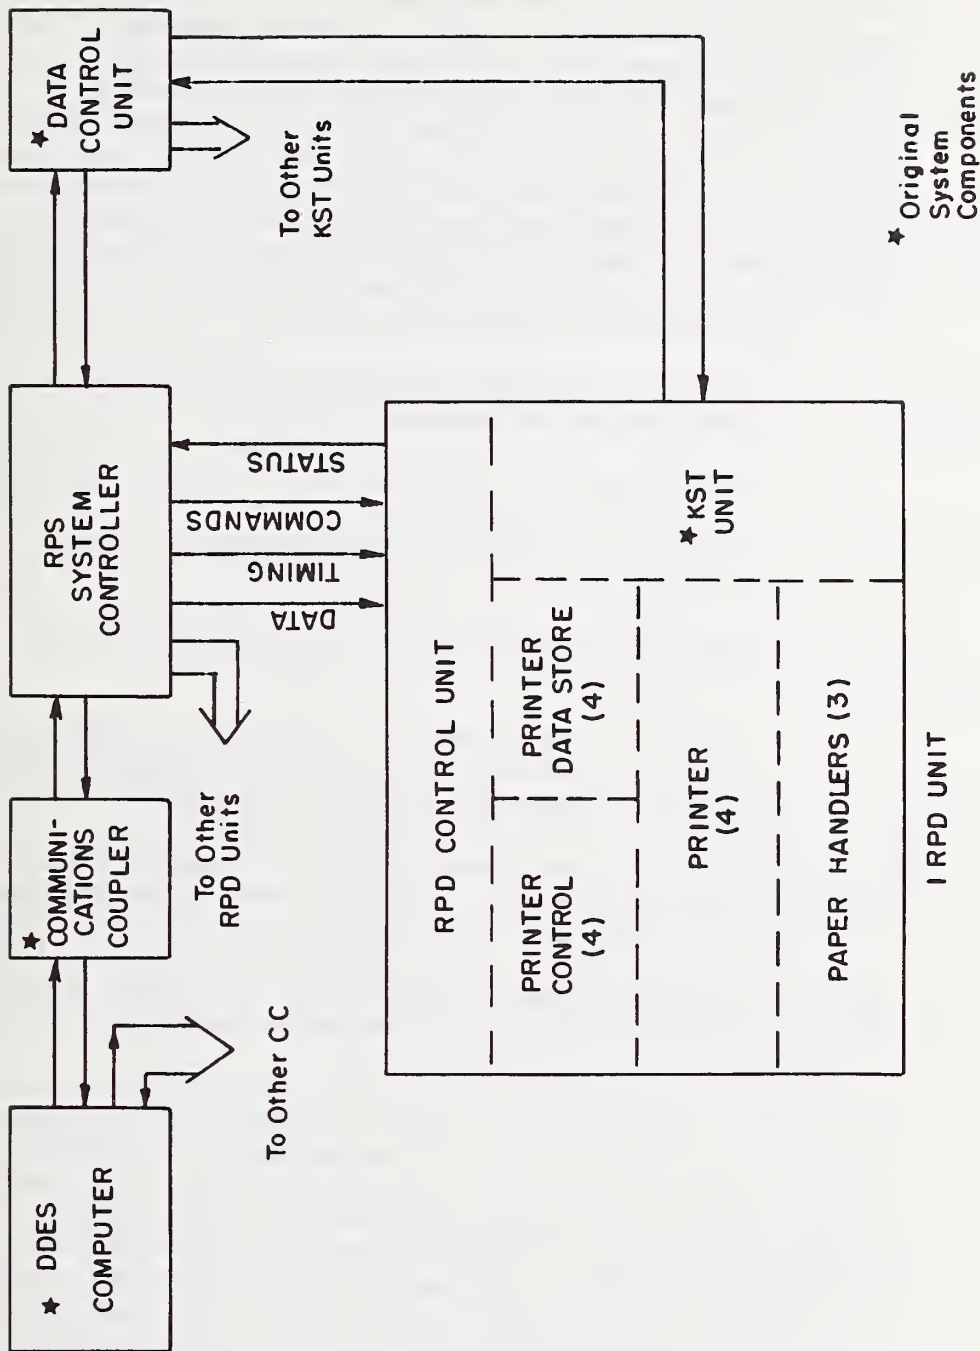 ★ DDES
COMPUTER
★ COMMUNI-
CATIONS
COUPLER
RPS
SYSTEM
CONTROLLER
★ DATA
CONTROL
UNIT
To Other CC
To Other
RPD Units
DATA
TIMING
COMMANDS
STATUS
To Other
KST Units
RPD CONTROL UNIT
PRINTER
CONTROL
(4)
PRINTER
DATA STORE
(4)
★ KST
UNIT
PRINTER
(4)
PAPER HANDLERS (3)
I RPD UNIT
★ Original
System
Components